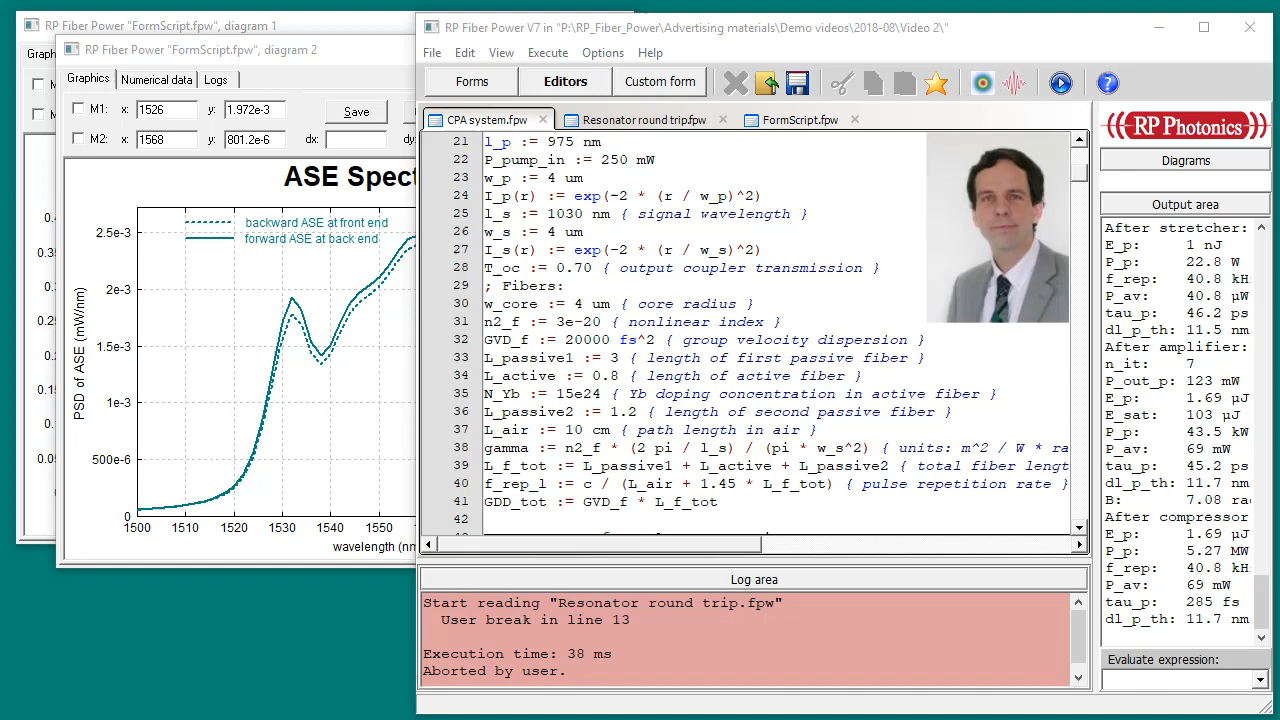 RP Fiber Power "FormScript.fpw", diagram 1
RP Fiber Power "FormScript.fpw", diagram 2
Graphics
Numerical data
Logs
M1:
x:
1526
y:
1.972e-3
Save
M2:
x:
1568
y:
801.2e-6
dx:
dy
0.
0.35
0.3
0.25
0.2
0.15
0.1
0.05
0
ASE Spect
backward ASE at front end
forward ASE at back end
PSD of ASE (mW/nm)
2.5e-3
2e-3
1.5e-3
1e-3
500e-6
0
1500 1510 1520 1530 1540 1550
wavelength (nm
RP Fiber Power V7 in "P:\RP_Fiber_Power\Advertising materials\Demo videos\2018-08\Video 2\"
File Edit View Execute Options Help
Forms
Editors
Custom form
CPA system.fpw
Resonator round trip.fpw
FormScript.fpw
21 l_p := 975 nm
22 P_pump_in := 250 mW
23 w_p := 4 um
24 I_p(r) := exp(-2 * (r / w_p)^2)
25 l_s := 1030 nm { signal wavelength }
26 w_s := 4 um
27 I_s(r) := exp(-2 * (r / w_s)^2)
28 T_oc := 0.70 { output coupler transmission }
29 ; Fibers:
30 w_core := 4 um { core radius }
31 n2_f := 3e-20 { nonlinear index }
32 GVD_f := 20000 fs^2 { group velocity dispersion }
33 L_passive1 := 3 { length of first passive fiber }
34 L_active := 0.8 { length of active fiber }
35 N_Yb := 15e24 { Yb doping concentration in active fiber }
36 L_passive2 := 1.2 { length of second passive fiber }
37 L_air := 10 cm { path length in air }
38 gamma := n2_f * (2 pi / l_s) / (pi * w_s^2) { units: m^2 / W * ra
39 L_f_tot := L_passive1 + L_active + L_passive2 { total fiber lengt
40 f_rep_l := c / (L_air + 1.45 * L_f_tot) { pulse repetition rate }
41 GDD_tot := GVD_f * L_f_tot
42
Log area
Start reading "Resonator round trip.fpw"
User break in line 13
Execution time: 38 ms
Aborted by user.
RP Photonics
Diagrams
Output area
After stretcher:
E_p: 1 nJ
P_p: 22.8 W
f_rep: 40.8 kH
P_av: 40.8 µW
tau_p: 46.2 ps
dl_p_th: 11.5 nm
After amplifier:
n_it: 7
P_out_p: 123 mW
E_p: 1.69 µJ
E_sat: 103 µJ
P_p: 43.5 kW
P_av: 69 mW
tau_p: 45.2 ps
dl_p_th: 11.7 nm
B: 7.08 rad
After compressor
E_p: 1.69 µJ
P_p: 5.27 MW
f_rep: 40.8 kH
P_av: 69 mW
tau_p: 285 fs
dl_p_th: 11.7 nm
Evaluate expression: